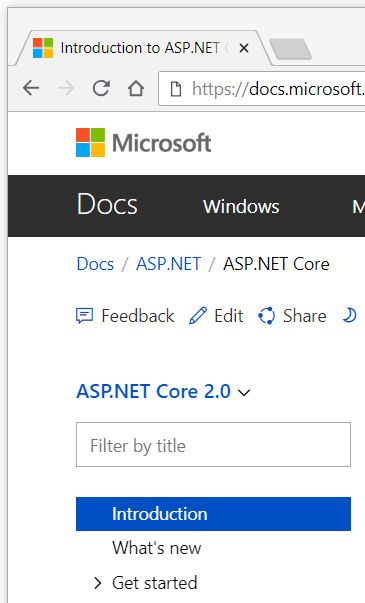 Introduction to ASP.NET
https://docs.microsoft.
Microsoft
Docs Windows M
Docs / ASP.NET / ASP.NET Core
Feedback Edit Share
ASP.NET Core 2.0
Filter by title
Introduction
What's new
Get started